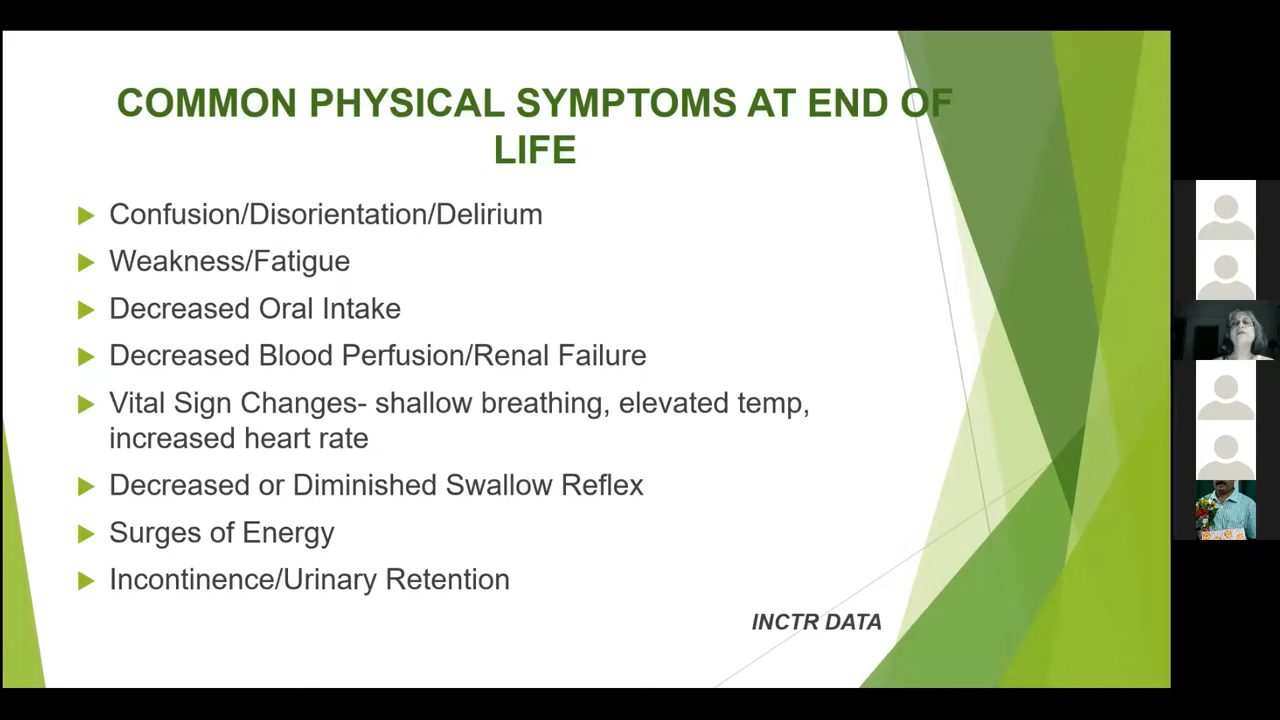 COMMON PHYSICAL SYMPTOMS AT END OF
LIFE
Confusion/Disorientation/Delirium
Weakness/Fatigue
Decreased Oral Intake
Decreased Blood Perfusion/Renal Failure
Vital Sign Changes- shallow breathing, elevated temp,
increased heart rate
Decreased or Diminished Swallow Reflex
Surges of Energy
Incontinence/Urinary Retention
INCTR DATA